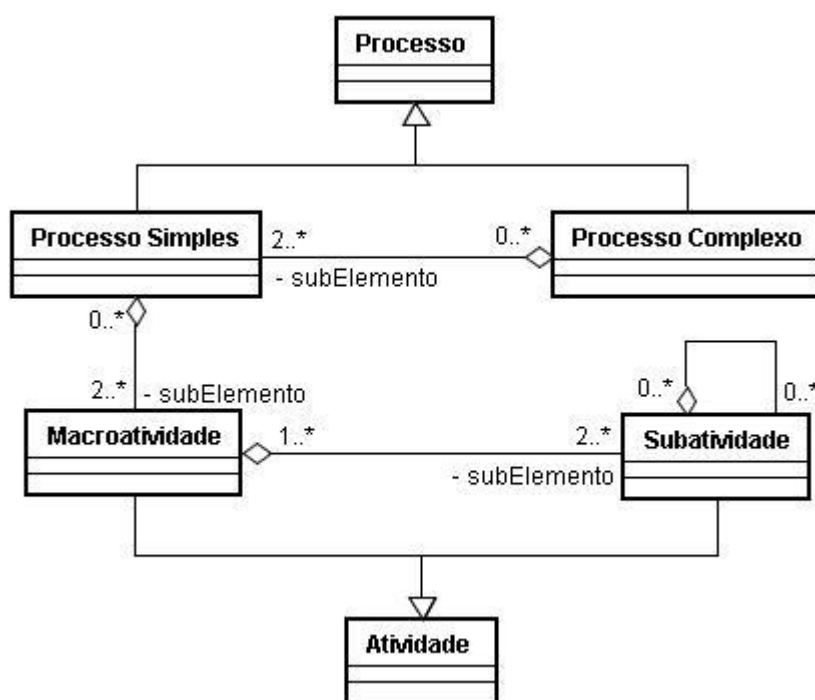 Processo
Processo Simples
2..*
0..*
Processo Complexo
- subElemento
0..*
2..*
- subElemento
0..*
0..*
Macroatividade
1..*
2..*
Subatividade
- subElemento
Atividade